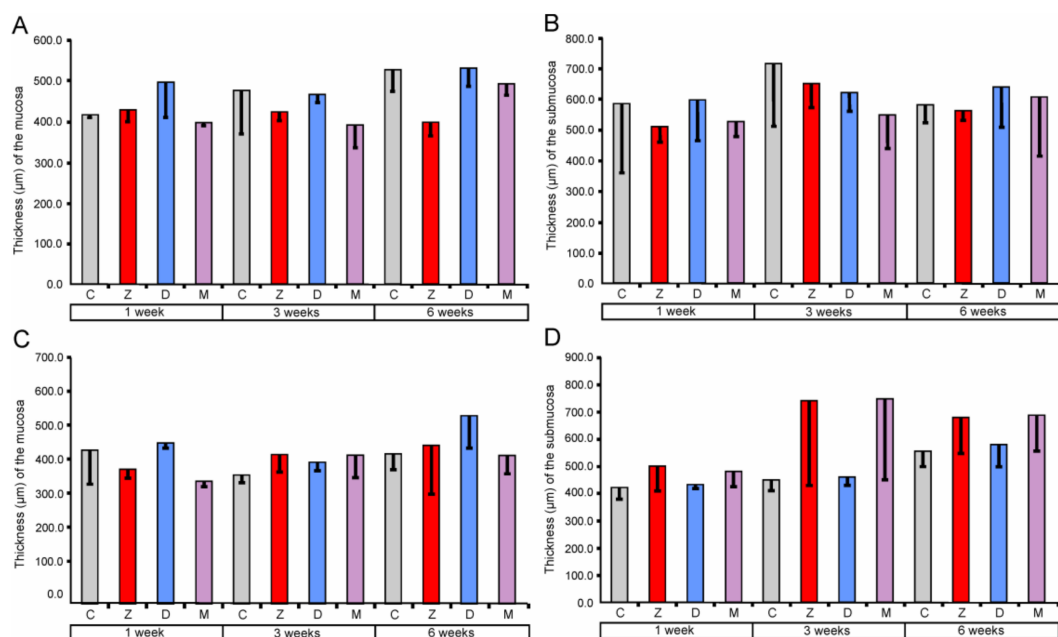 A
Thickness (µm) of the mucosa
600.0
500.0
400.0
300.0
200.0
100.0
0.0
C Z D M C Z D M C Z D M
1 week 3 weeks 6 weeks
B
Thickness (µm) of the submucosa
800.0
700.0
600.0
500.0
400.0
300.0
200.0
100.0
0.0
C Z D M C Z D M C Z D M
1 week 3 weeks 6 weeks
C
Thickness (µm) of the mucosa
700.0
600.0
500.0
400.0
300.0
200.0
100.0
0.0
C Z D M C Z D M C Z D M
1 week 3 weeks 6 weeks
D
Thickness (µm) of the submucosa
900.0
800.0
700.0
600.0
500.0
400.0
300.0
200.0
100.0
0.0
C Z D M C Z D M C Z D M
1 week 3 weeks 6 weeks